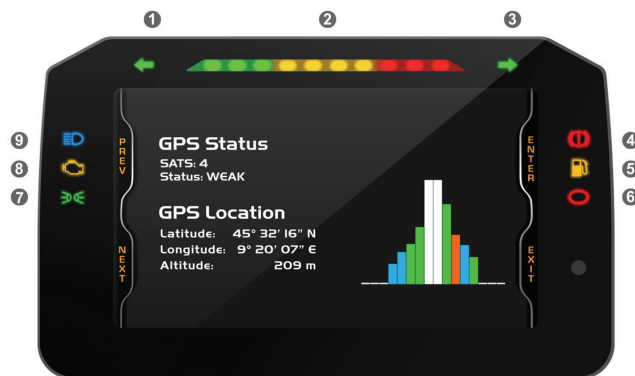 1
2
3
9
8
7
4
5
6
PREV
NEXT
ENTER
EXIT
GPS Status
SATS: 4
Status: WEAK
GPS Location
Latitude: 45° 32' 16" N
Longitude: 9° 20' 07" E
Altitude: 209 m